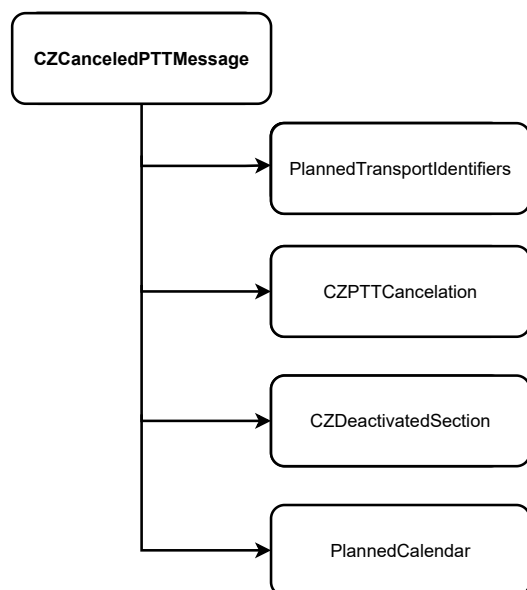 CZCanceledPTTMessage
PlannedTransportIdentifiers
CZPTTCancelation
CZDeactivatedSection
PlannedCalendar